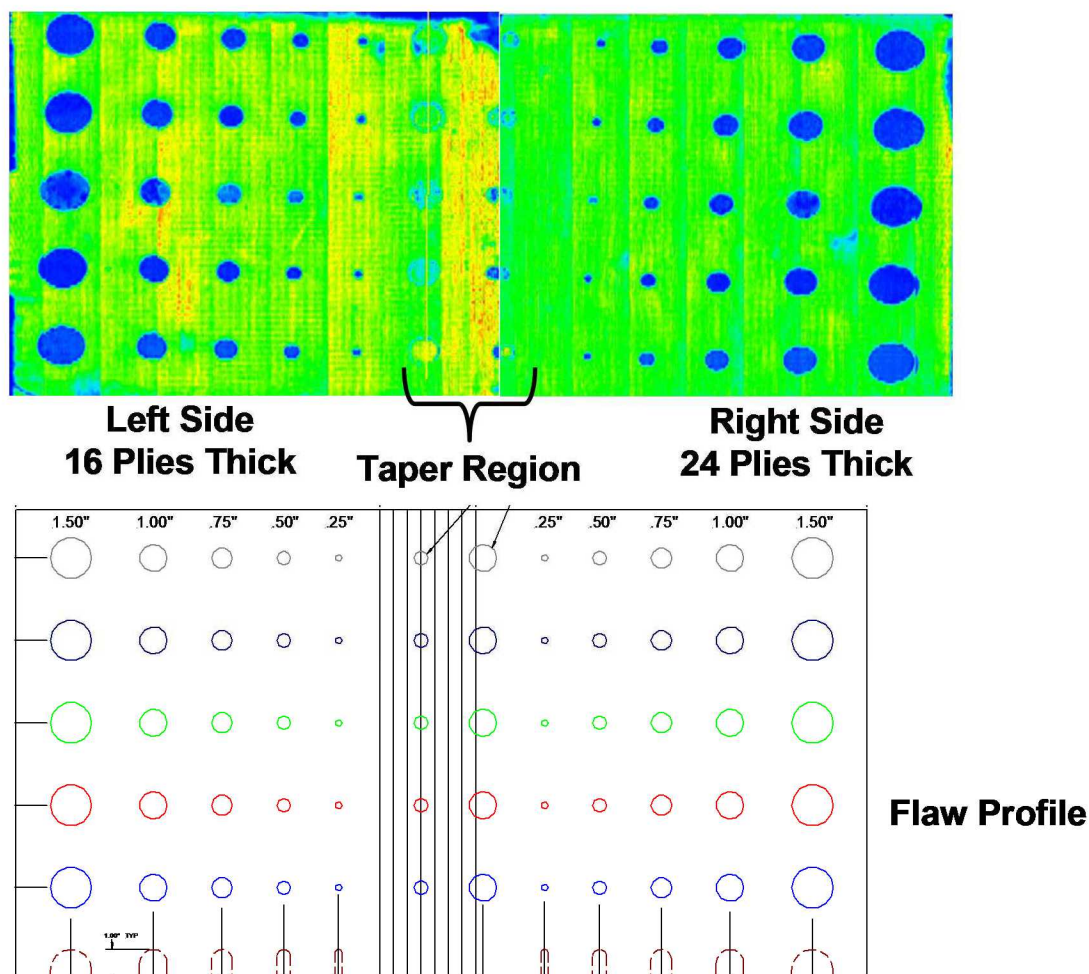 Left Side
16 Plies Thick
Taper Region
Right Side
24 Plies Thick
1.50" 1.00" .75" .50" .25" .25" .50" .75" 1.00" 1.50"
Flaw Profile
1.00" TYP